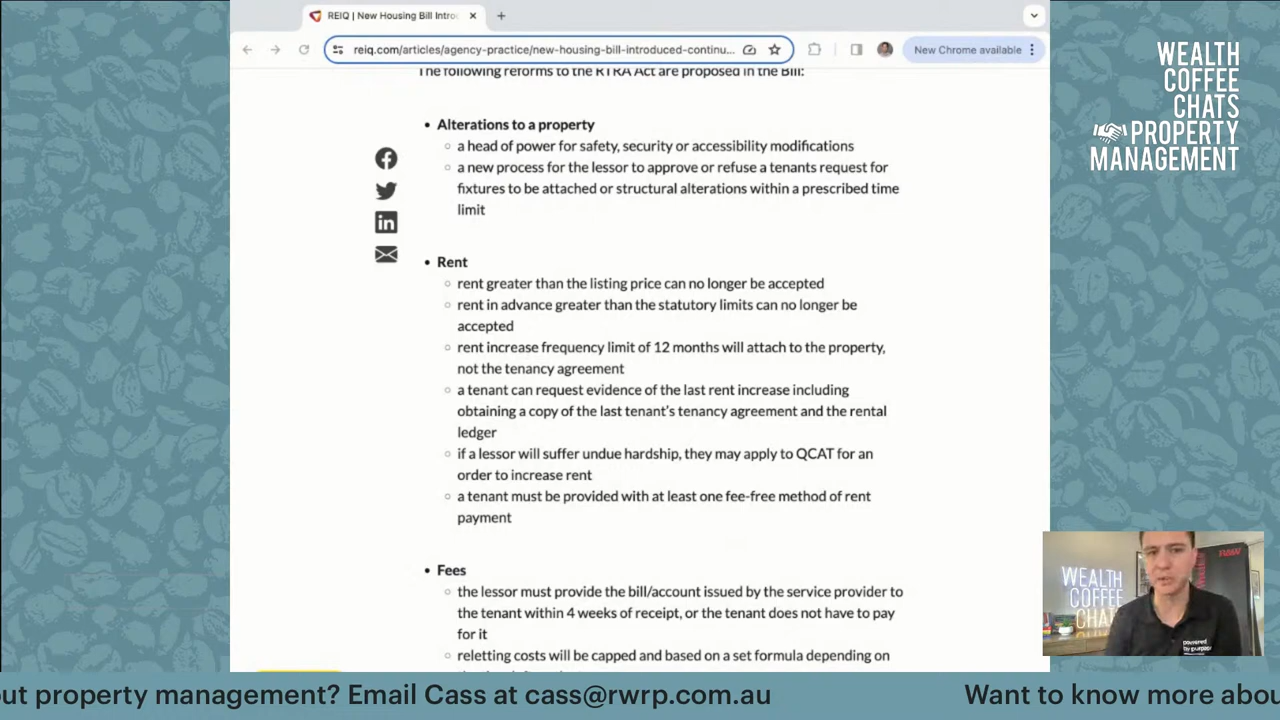 REIQ | New Housing Bill Intro
reiq.com/articles/agency-practice/new-housing-bill-introduced-continu...
New Chrome available
WEALTH
COFFEE
CHATS
PROPERTY
MANAGEMENT
The following reforms to the RTRA Act are proposed in the Bill:
• Alterations to a property
a head of power for safety, security or accessibility modifications
a new process for the lessor to approve or refuse a tenants request for
fixtures to be attached or structural alterations within a prescribed time
limit
• Rent
rent greater than the listing price can no longer be accepted
rent in advance greater than the statutory limits can no longer be
accepted
rent increase frequency limit of 12 months will attach to the property,
not the tenancy agreement
a tenant can request evidence of the last rent increase including
obtaining a copy of the last tenant's tenancy agreement and the rental
ledger
if a lessor will suffer undue hardship, they may apply to QCAT for an
order to increase rent
a tenant must be provided with at least one fee-free method of rent
payment
• Fees
the lessor must provide the bill/account issued by the service provider to
the tenant within 4 weeks of receipt, or the tenant does not have to pay
for it
reletting costs will be capped and based on a set formula depending on
WEALTH
COFFEE
CHATS
RAW
powered
by purpose
out property management? Email Cass at cass@rwrp.com.au
Want to know more abou